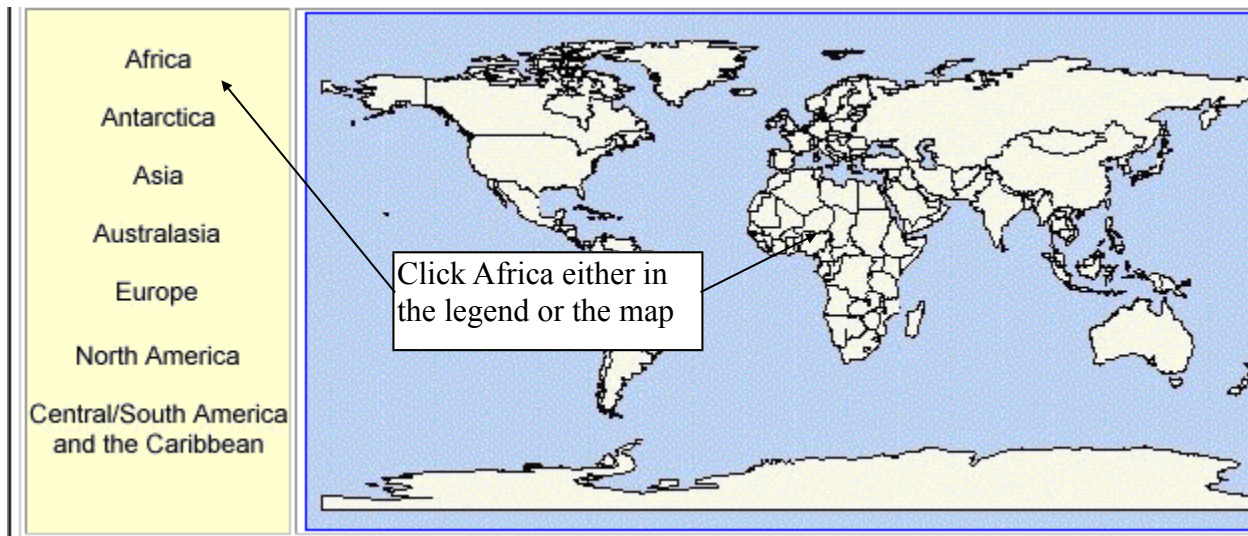 Africa
Antarctica
Asia
Australasia
Europe
North America
Central/South America
and the Caribbean
Click Africa either in
the legend or the map